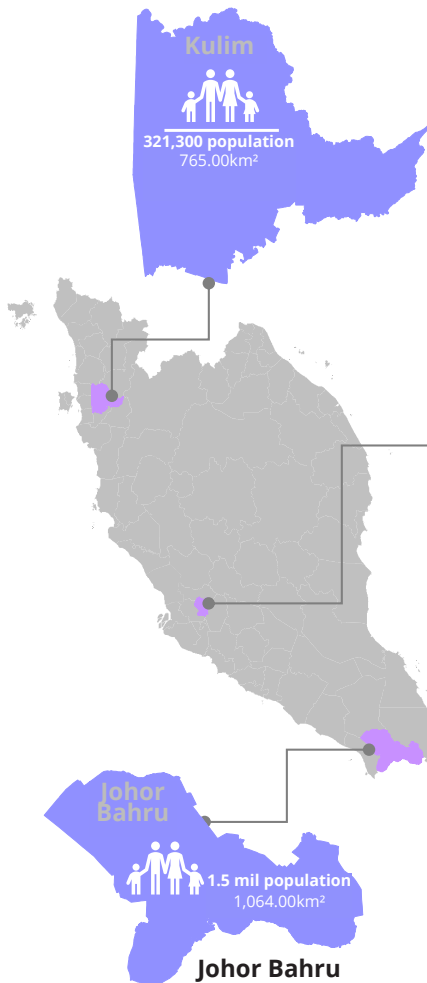 Kulim
321,300 population
765.00km²
Johor
Bahru
1.5 mil population
1,064.00km²
Johor Bahru